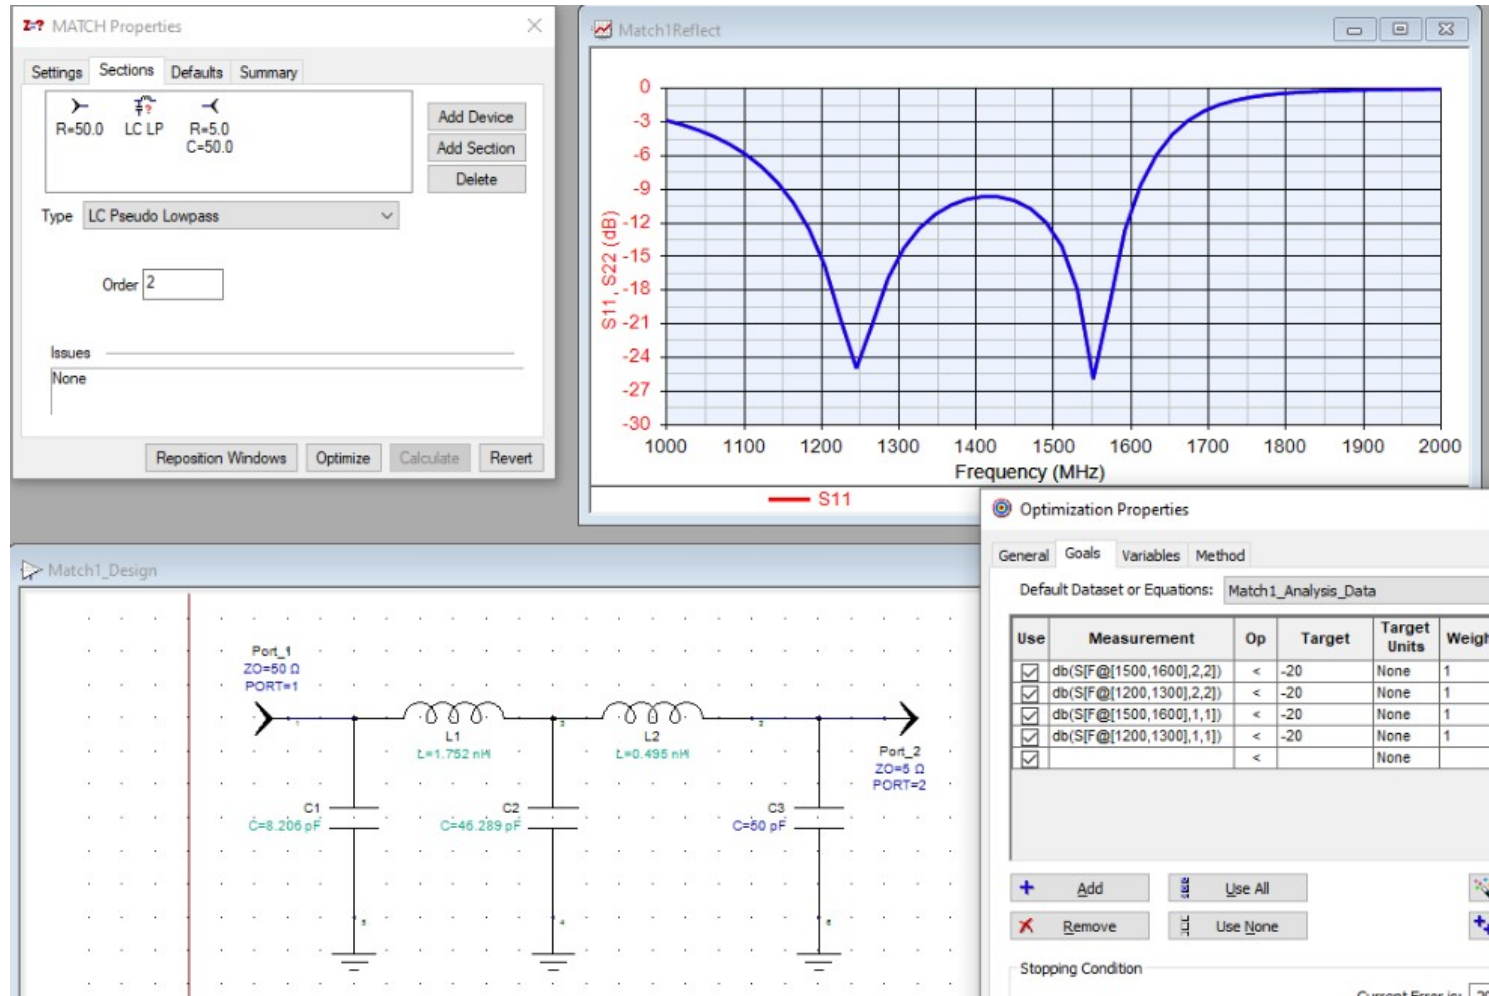 Z=? MATCH Properties
Settings Sections Defaults Summary
R=50.0 LC LP R=5.0
C=50.0
Add Device
Add Section
Delete
Type LC Pseudo Lowpass
Order 2
Issues
None
Reposition Windows Optimize Calculate Revert
Match1Reflect
S11, S22 (dB)
0
-3
-6
-9
-12
-15
-18
-21
-24
-27
-30
1000 1100 1200 1300 1400 1500 1600 1700 1800 1900 2000
Frequency (MHz)
S11
Match1_Design
Port_1
ZO=50 Ω
PORT=1
L1
L=1.752 nH
L2
L=0.495 nH
Port_2
ZO=5 Ω
PORT=2
C1
C=8.206 pF
C2
C=46.289 pF
C3
C=50 pF
Optimization Properties
General Goals Variables Method
Default Dataset or Equations: Match1_Analysis_Data
Use Measurement Op Target Target Units Weigh
db(S[F@[1500,1600],2,2]) < -20 None 1
db(S[F@[1200,1300],2,2]) < -20 None 1
db(S[F@[1500,1600],1,1]) < -20 None 1
db(S[F@[1200,1300],1,1]) < -20 None 1
< None
Add Use All
Remove Use None
Stopping Condition